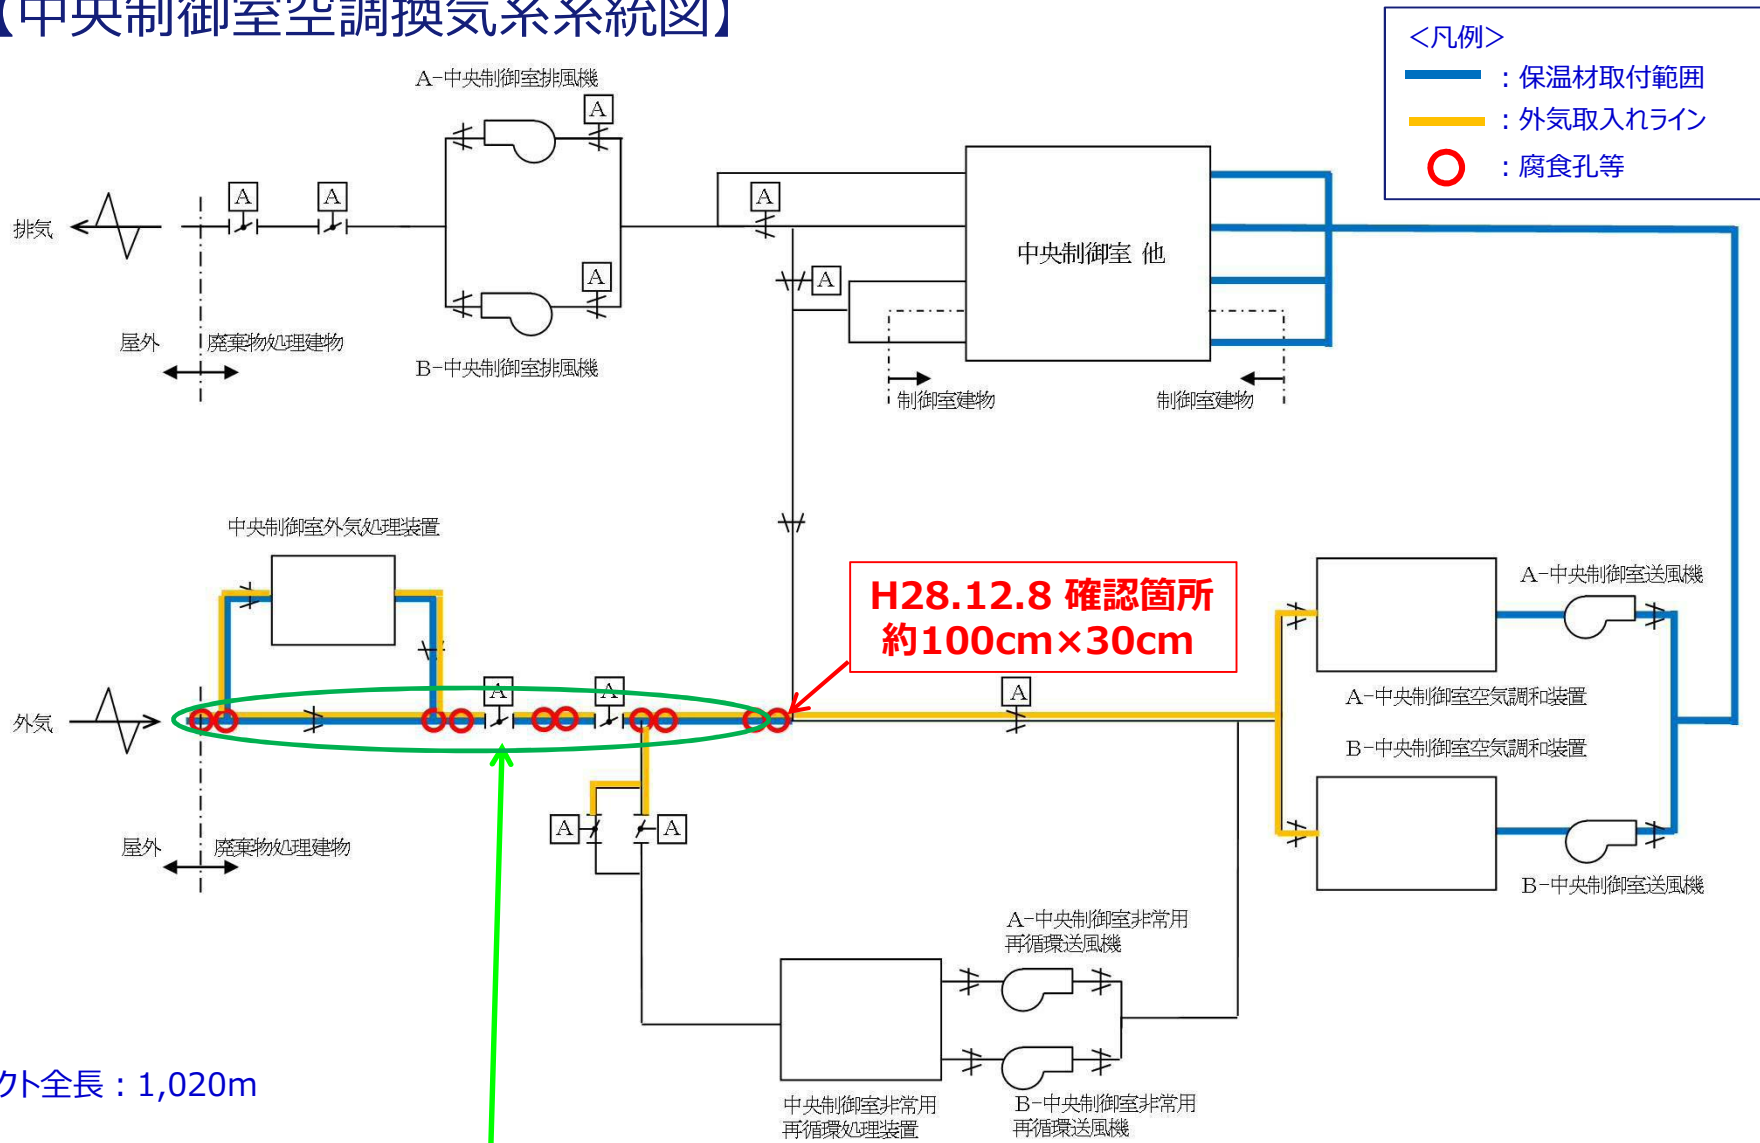 【中央制御室空調換気系系統図】
<凡例>
：保温材取付範囲
：外気取入れライン
：腐食孔等
A-中央制御室排風機
A
A
A
A
排気
A
A
中央制御室 他
屋外
廃棄物処理建物
B-中央制御室排風機
制御室建物
制御室建物
中央制御室外気処理装置
H28.12.8 確認箇所
約100cm×30cm
A-中央制御室送風機
A
A
A
外気
A-中央制御室空気調和装置
B-中央制御室空気調和装置
A
A
屋外
廃棄物処理建物
B-中央制御室送風機
A-中央制御室非常用
再循環送風機
クト全長：1,020m
中央制御室非常用
再循環処理装置
B-中央制御室非常用
再循環送風機